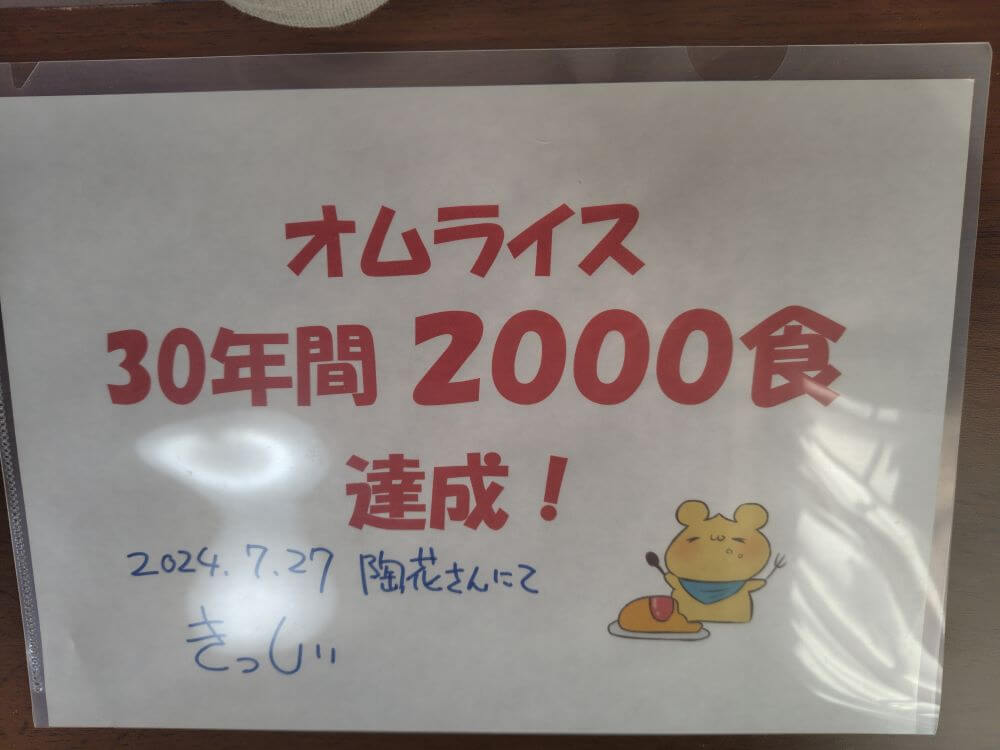 オムライス
30年間 2000食
達成！
2024.7.27 陶花さんにて
きっしぃ